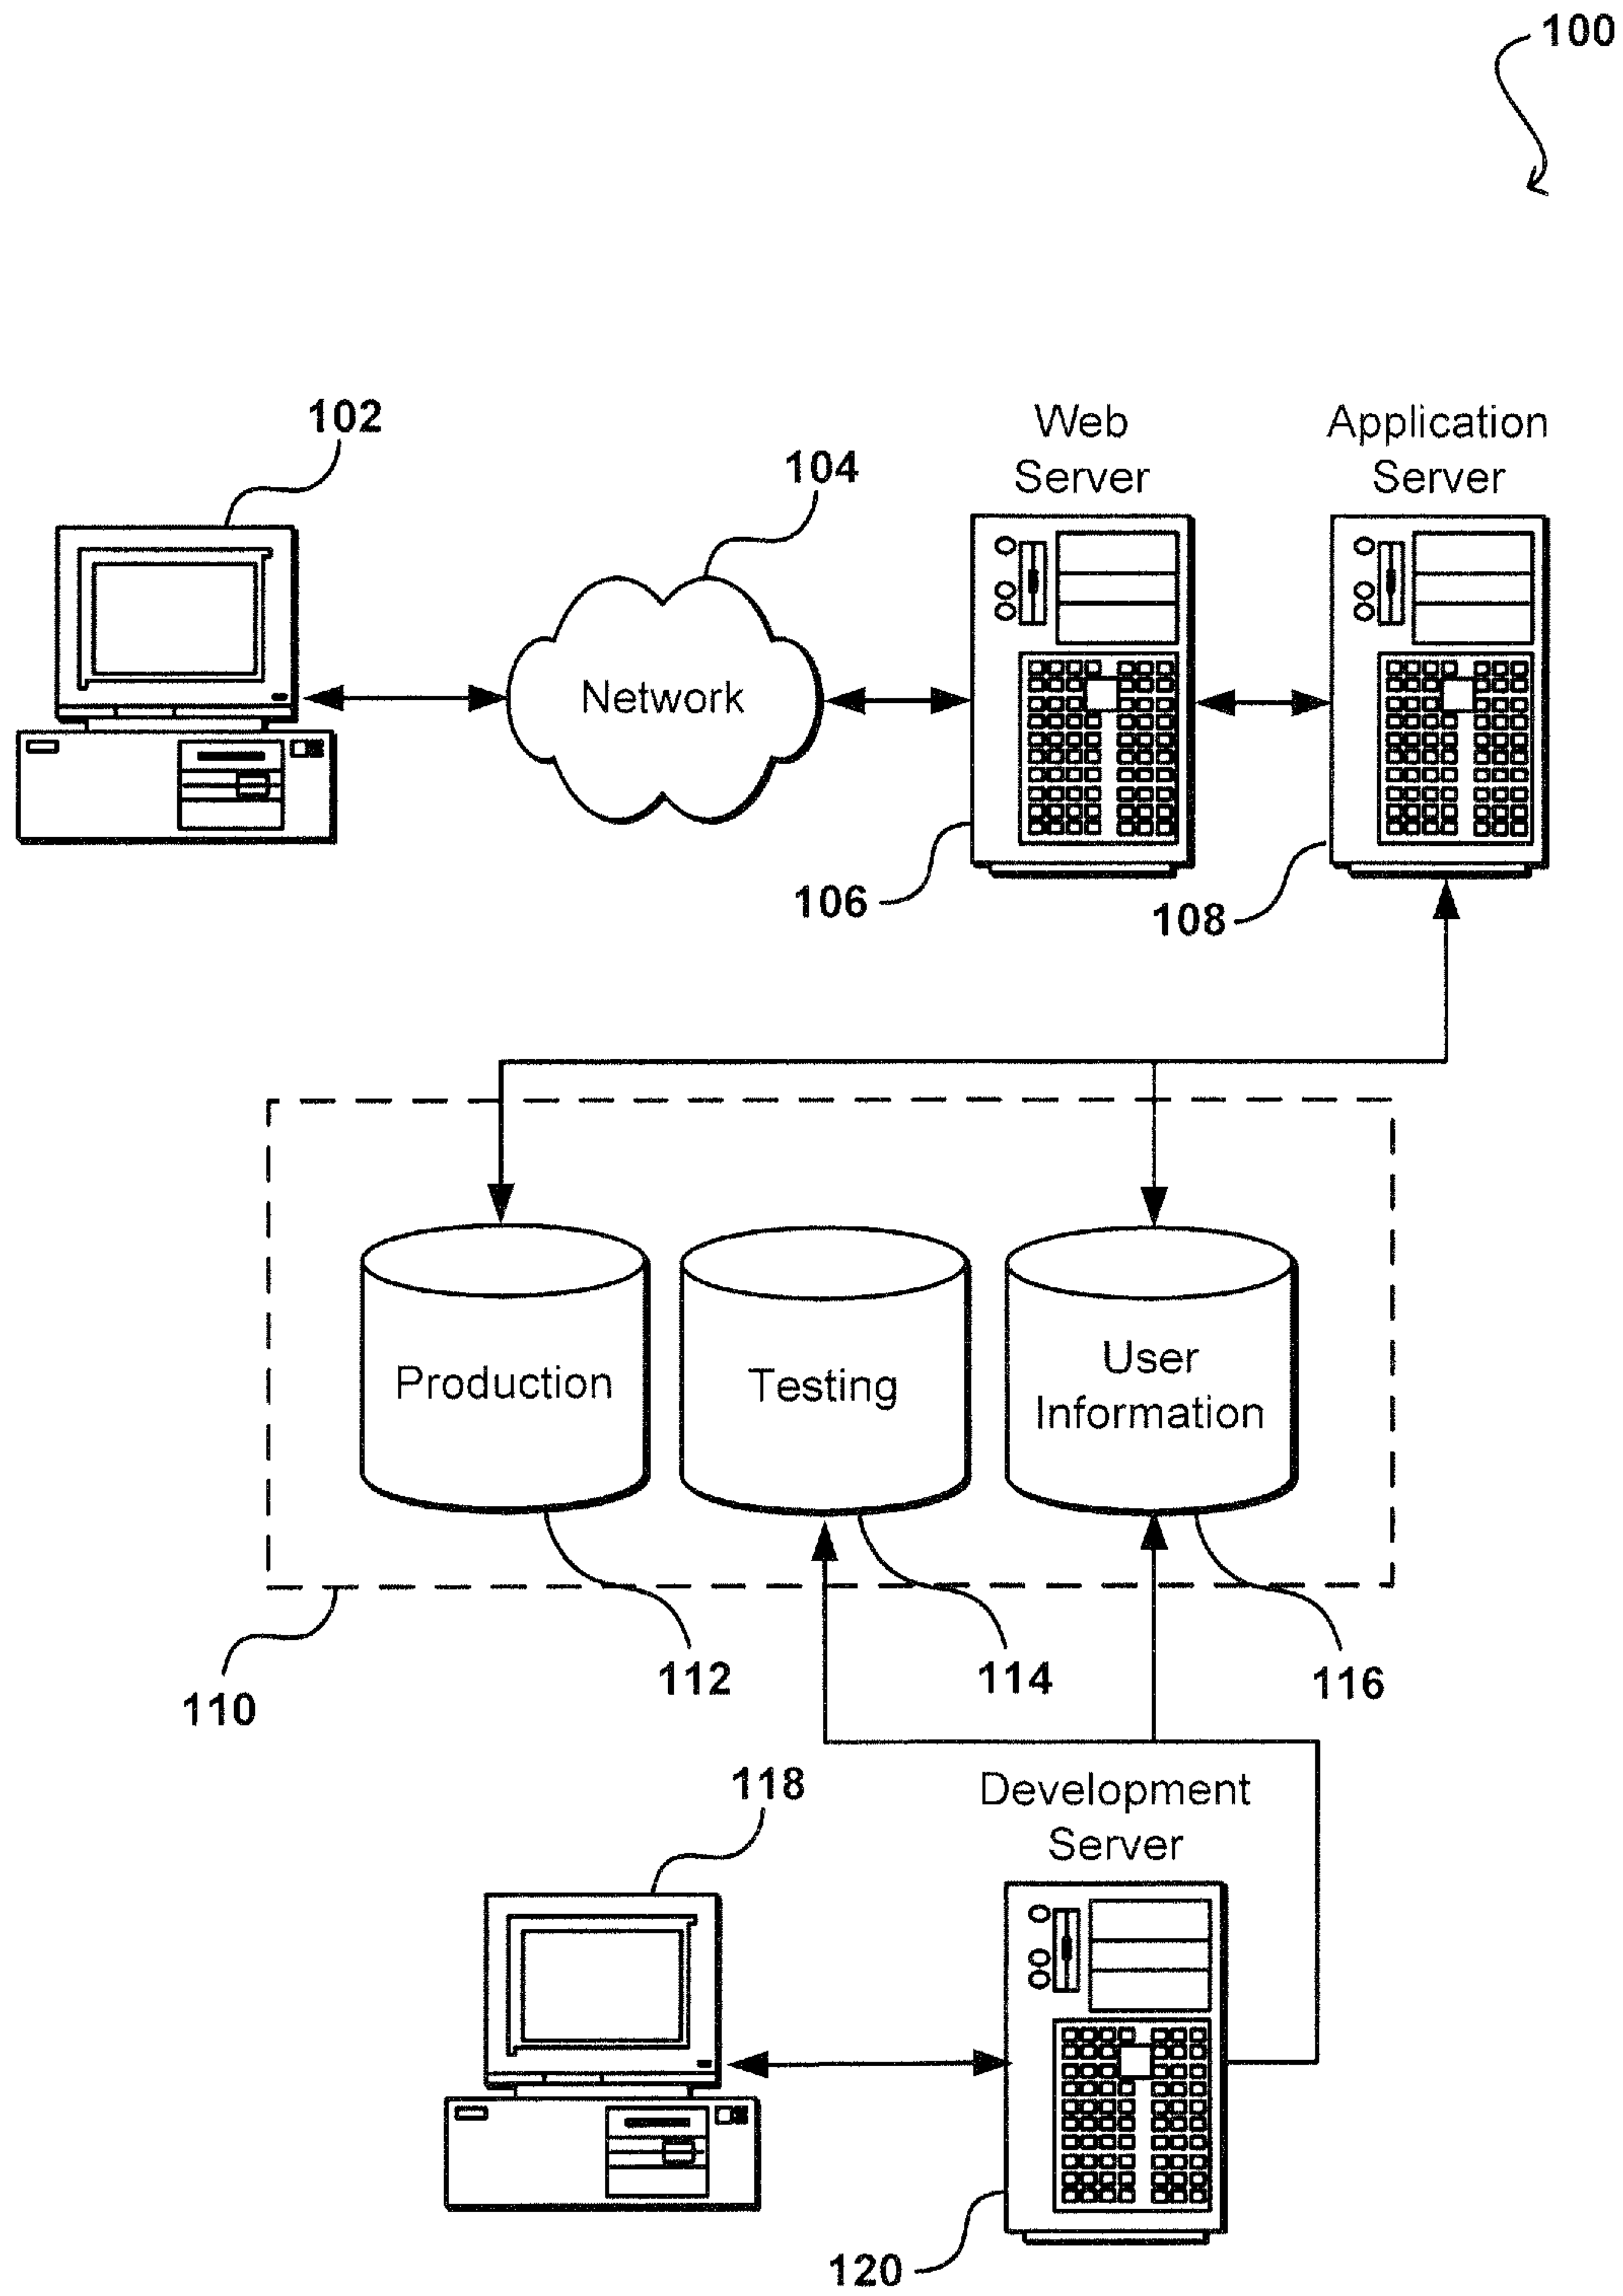 100
102
104
Web
Server
Application
Server
Network
106
108
Production
Testing
User
Information
110
112
114
116
118
Development
Server
120